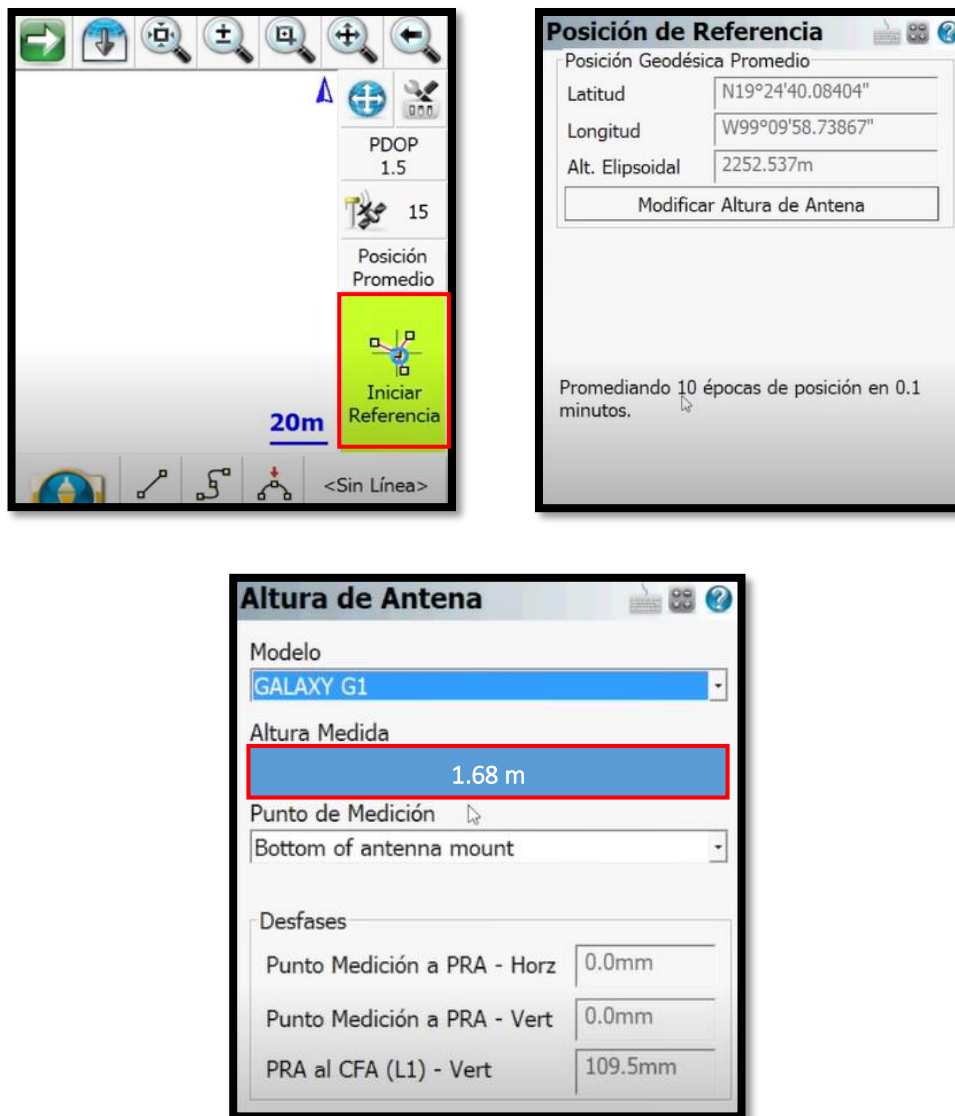 PDOP
1.5
15
Posición
Promedio
Iniciar
Referencia
20m
<Sin Línea>
Posición de Referencia
Posición Geodésica Promedio
Latitud N19°24'40.08404"
Longitud W99°09'58.73867"
Alt. Elipsoidal 2252.537m
Modificar Altura de Antena
Promediando 10 épocas de posición en 0.1
minutos.
Altura de Antena
Modelo
GALAXY G1
Altura Medida
1.68 m
Punto de Medición
Bottom of antenna mount
Desfases
Punto Medición a PRA - Horz 0.0mm
Punto Medición a PRA - Vert 0.0mm
PRA al CFA (L1) - Vert 109.5mm